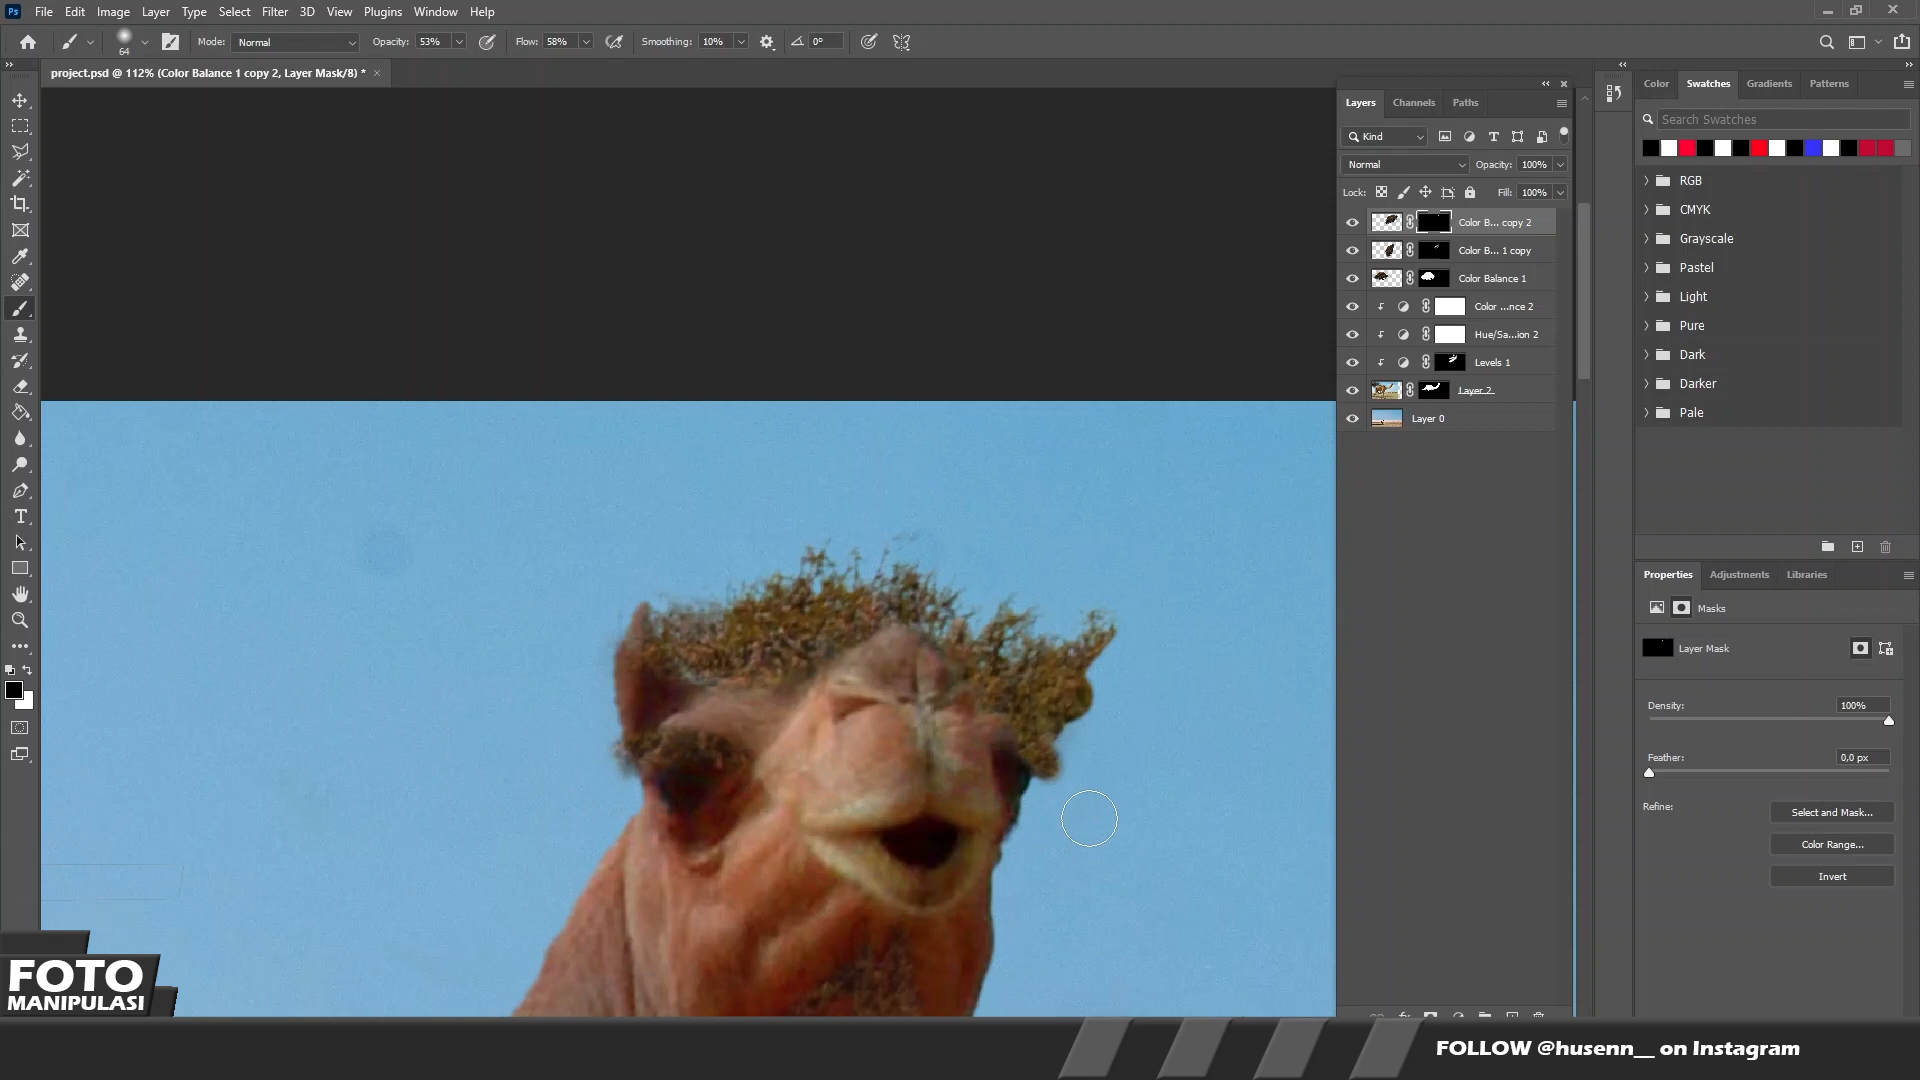 Ps File Edit Image Layer Type Select Filter 3D View Plugins Window Help
64 Mode: Normal Opacity: 53% Flow: 58% Smoothing: 10% 0°
project.psd @ 112% (Color Balance 1 copy 2, Layer Mask/8) *
Layers Channels Paths
Kind
Normal Opacity: 100%
Lock: Fill: 100%
Color B... copy 2
Color B... 1 copy
Color Balance 1
Color ...nce 2
Hue/Sa...ion 2
Levels 1
Layer 2
Layer 0
Color Swatches Gradients Patterns
Search Swatches
RGB
CMYK
Grayscale
Pastel
Light
Pure
Dark
Darker
Pale
Properties Adjustments Libraries
Masks
Layer Mask
Density: 100%
Feather: 0,0 px
Refine: Select and Mask...
Color Range...
Invert
FOTO
MANIPULASI
FOLLOW @husenn__ on Instagram